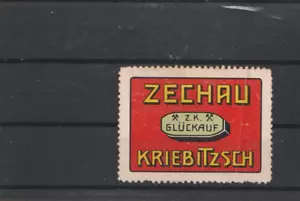 ZECHAU
Z.K.
GLÜCKAUF
KRIEBITZSCH